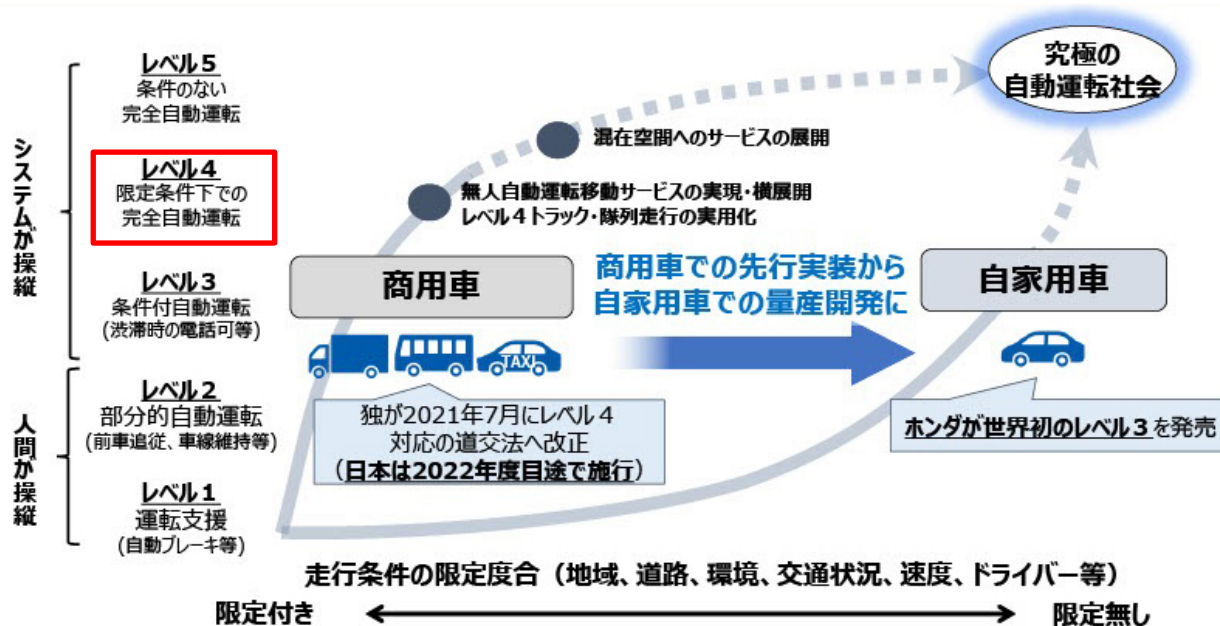 システムが操縦
人間が操縦
レベル5
条件のない
完全自動運転
レベル4
限定条件下での
完全自動運転
レベル3
条件付自動運転
(渋滞時の電話可等)
レベル2
部分的自動運転
(前車追従、車線維持等)
レベル1
運転支援
(自動ブレーキ等)
究極の
自動運転社会
混在空間へのサービスの展開
無人自動運転移動サービスの実現・横展開
レベル4トラック・隊列走行の実用化
商用車
商用車での先行実装から
自家用車での量産開発に
自家用車
TAXI
独が2021年7月にレベル4
対応の道交法へ改正
(日本は2022年度目途で施行)
ホンダが世界初のレベル3を発売
走行条件の限定度合(地域、道路、環境、交通状況、速度、ドライバー等)
限定付き
限定無し